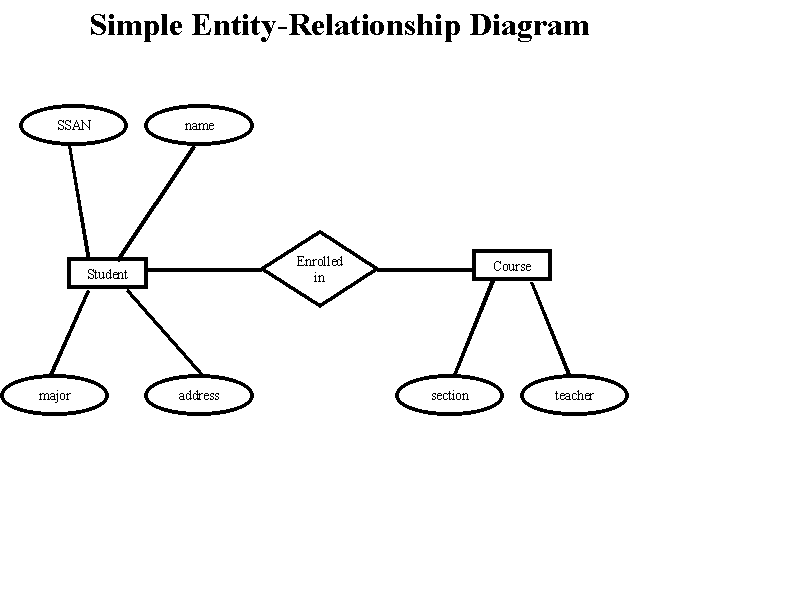 Simple Entity-Relationship Diagram
SSAN
name
Student
Enrolled
in
Course
major
address
section
teacher